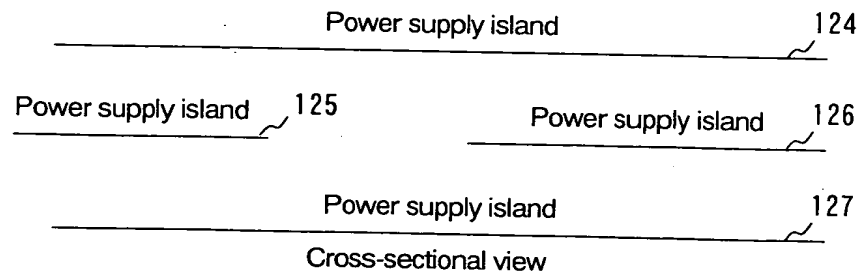 Power supply island 124
Power supply island 125
Power supply island 126
Power supply island 127
Cross-sectional view